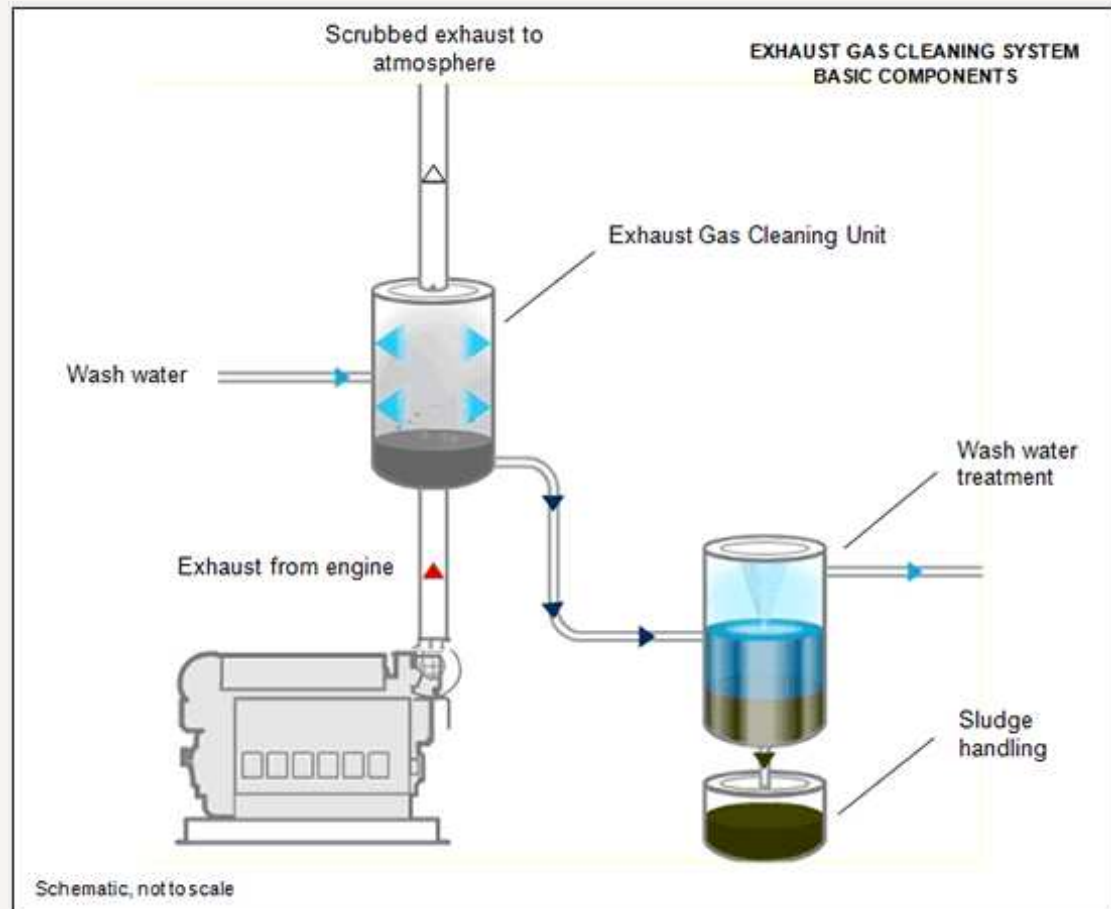 Scrubbed exhaust to
atmosphere
EXHAUST GAS CLEANING SYSTEM
BASIC COMPONENTS
Exhaust Gas Cleaning Unit
Wash water
Wash water
treatment
Exhaust from engine
Sludge
handling
Schematic, not to scale